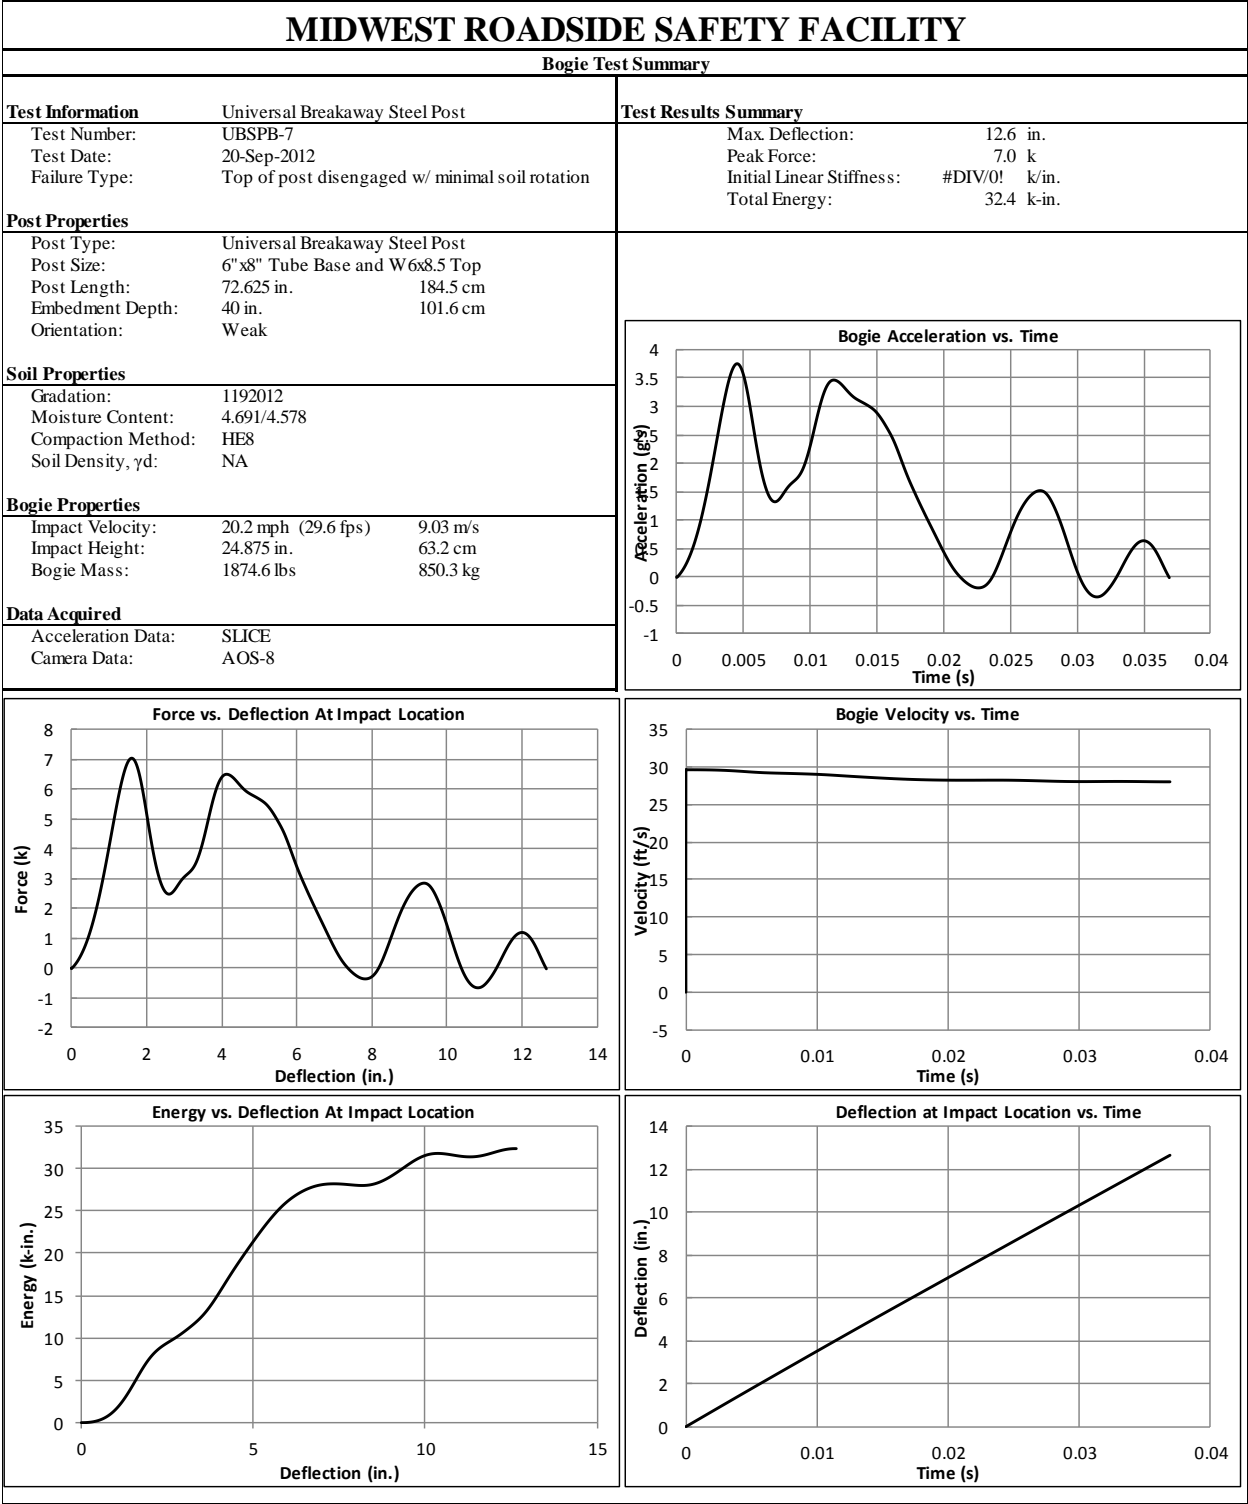 MIDWEST ROADSIDE SAFETY FACILITY
Bogie Test Summary
Test Information Universal Breakaway Steel Post
Test Number: UBSPB-7
Test Date: 20-Sep-2012
Failure Type: Top of post disengaged w/ minimal soil rotation
Post Properties
Post Type: Universal Breakaway Steel Post
Post Size: 6"x8" Tube Base and W6x8.5 Top
Post Length: 72.625 in. 184.5 cm
Embedment Depth: 40 in. 101.6 cm
Orientation: Weak
Soil Properties
Gradation: 1192012
Moisture Content: 4.691/4.578
Compaction Method: HE8
Soil Density, γd: NA
Bogie Properties
Impact Velocity: 20.2 mph (29.6 fps) 9.03 m/s
Impact Height: 24.875 in. 63.2 cm
Bogie Mass: 1874.6 lbs 850.3 kg
Data Acquired
Acceleration Data: SLICE
Camera Data: AOS-8
Test Results Summary
Max. Deflection: 12.6 in.
Peak Force: 7.0 k
Initial Linear Stiffness: #DIV/0! k/in.
Total Energy: 32.4 k-in.
Bogie Acceleration vs. Time
Acceleration (g's)
4
3.5
3
2.5
2
1.5
1
0.5
0
-0.5
-1
0 0.005 0.01 0.015 0.02 0.025 0.03 0.035 0.04
Time (s)
Force vs. Deflection At Impact Location
Force (k)
8
7
6
5
4
3
2
1
0
-1
-2
0 2 4 6 8 10 12 14
Deflection (in.)
Bogie Velocity vs. Time
Velocity (ft/s)
35
30
25
20
15
10
5
0
-5
0 0.01 0.02 0.03 0.04
Time (s)
Energy vs. Deflection At Impact Location
Energy (k-in.)
35
30
25
20
15
10
5
0
0 5 10 15
Deflection (in.)
Deflection at Impact Location vs. Time
Deflection (in.)
14
12
10
8
6
4
2
0
0 0.01 0.02 0.03 0.04
Time (s)